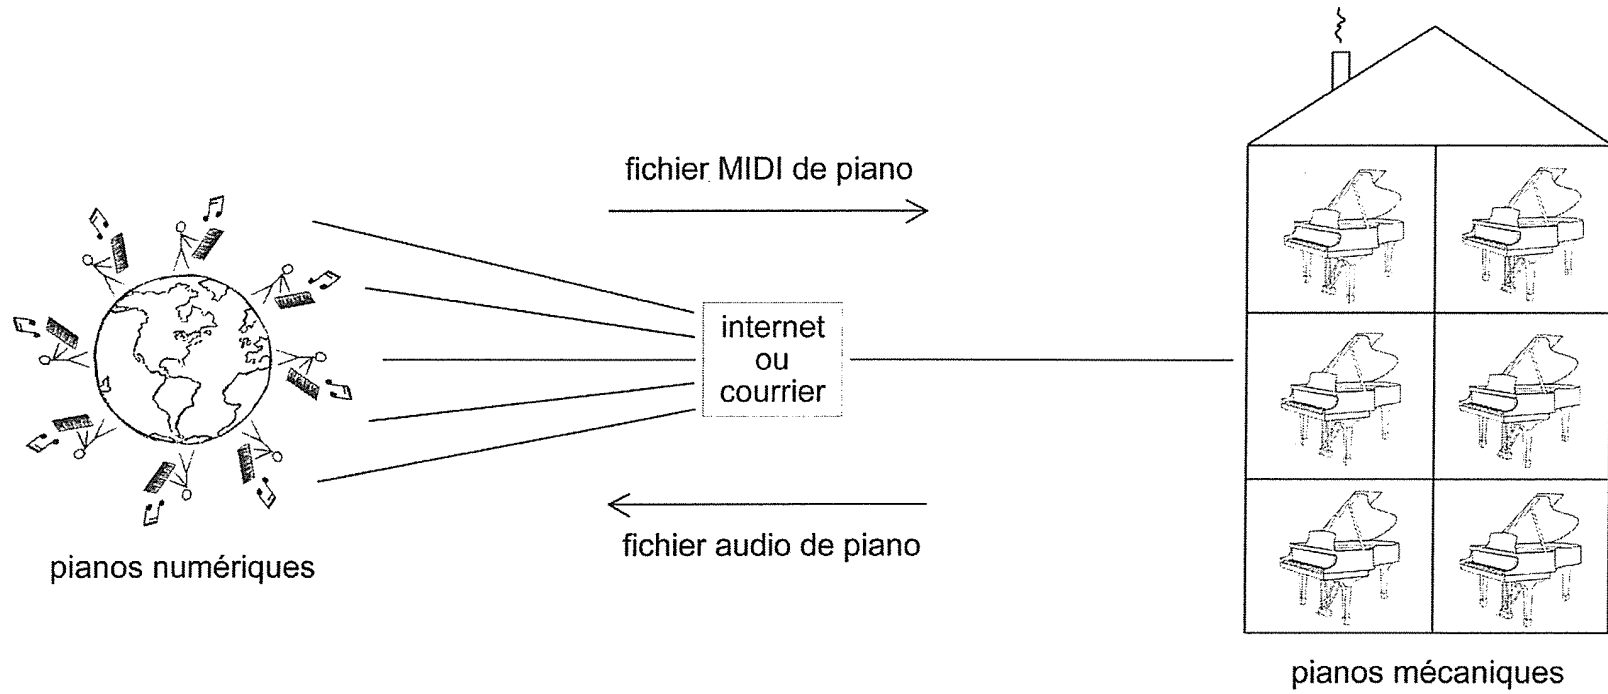 fichier MIDI de piano
internet
ou
courrier
fichier audio de piano
pianos numériques
pianos mécaniques